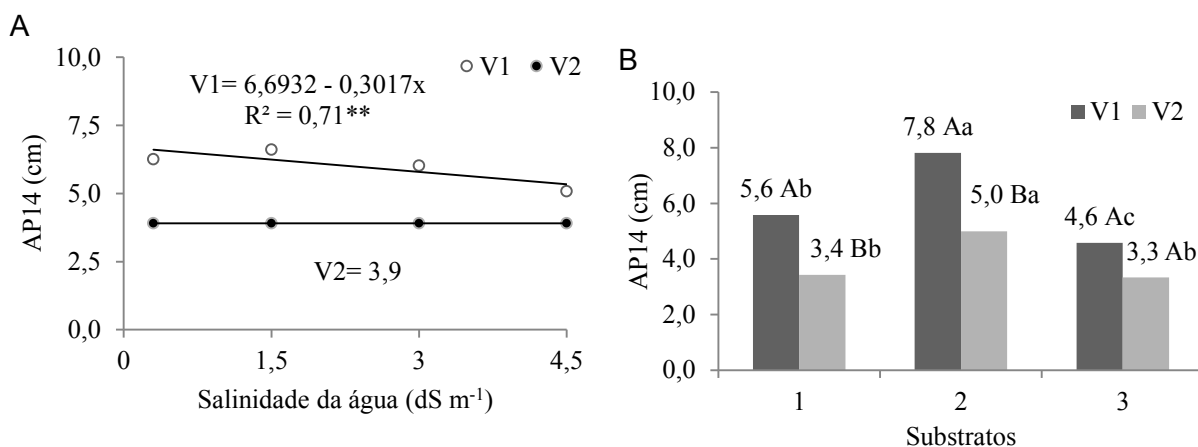 A
10,0
7,5
5,0
2,5
0,0
AP14 (cm)
V1= 6,6932 - 0,3017x
R² = 0,71**
V1
V2
V2= 3,9
0
1,5
3
4,5
Salinidade da água (dS m⁻¹)
B
10,0
8,0
6,0
4,0
2,0
0,0
AP14 (cm)
V1
V2
5,6 Ab
3,4 Bb
7,8 Aa
5,0 Ba
4,6 Ac
3,3 Ab
1
2
3
Substratos